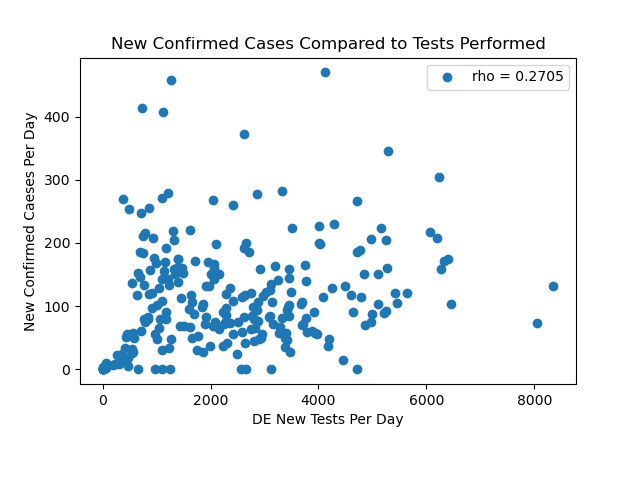 New Confirmed Cases Compared to Tests Performed
rho = 0.2705
New Confirmed Caeses Per Day
400
300
200
100
0
0 2000 4000 6000 8000
DE New Tests Per Day